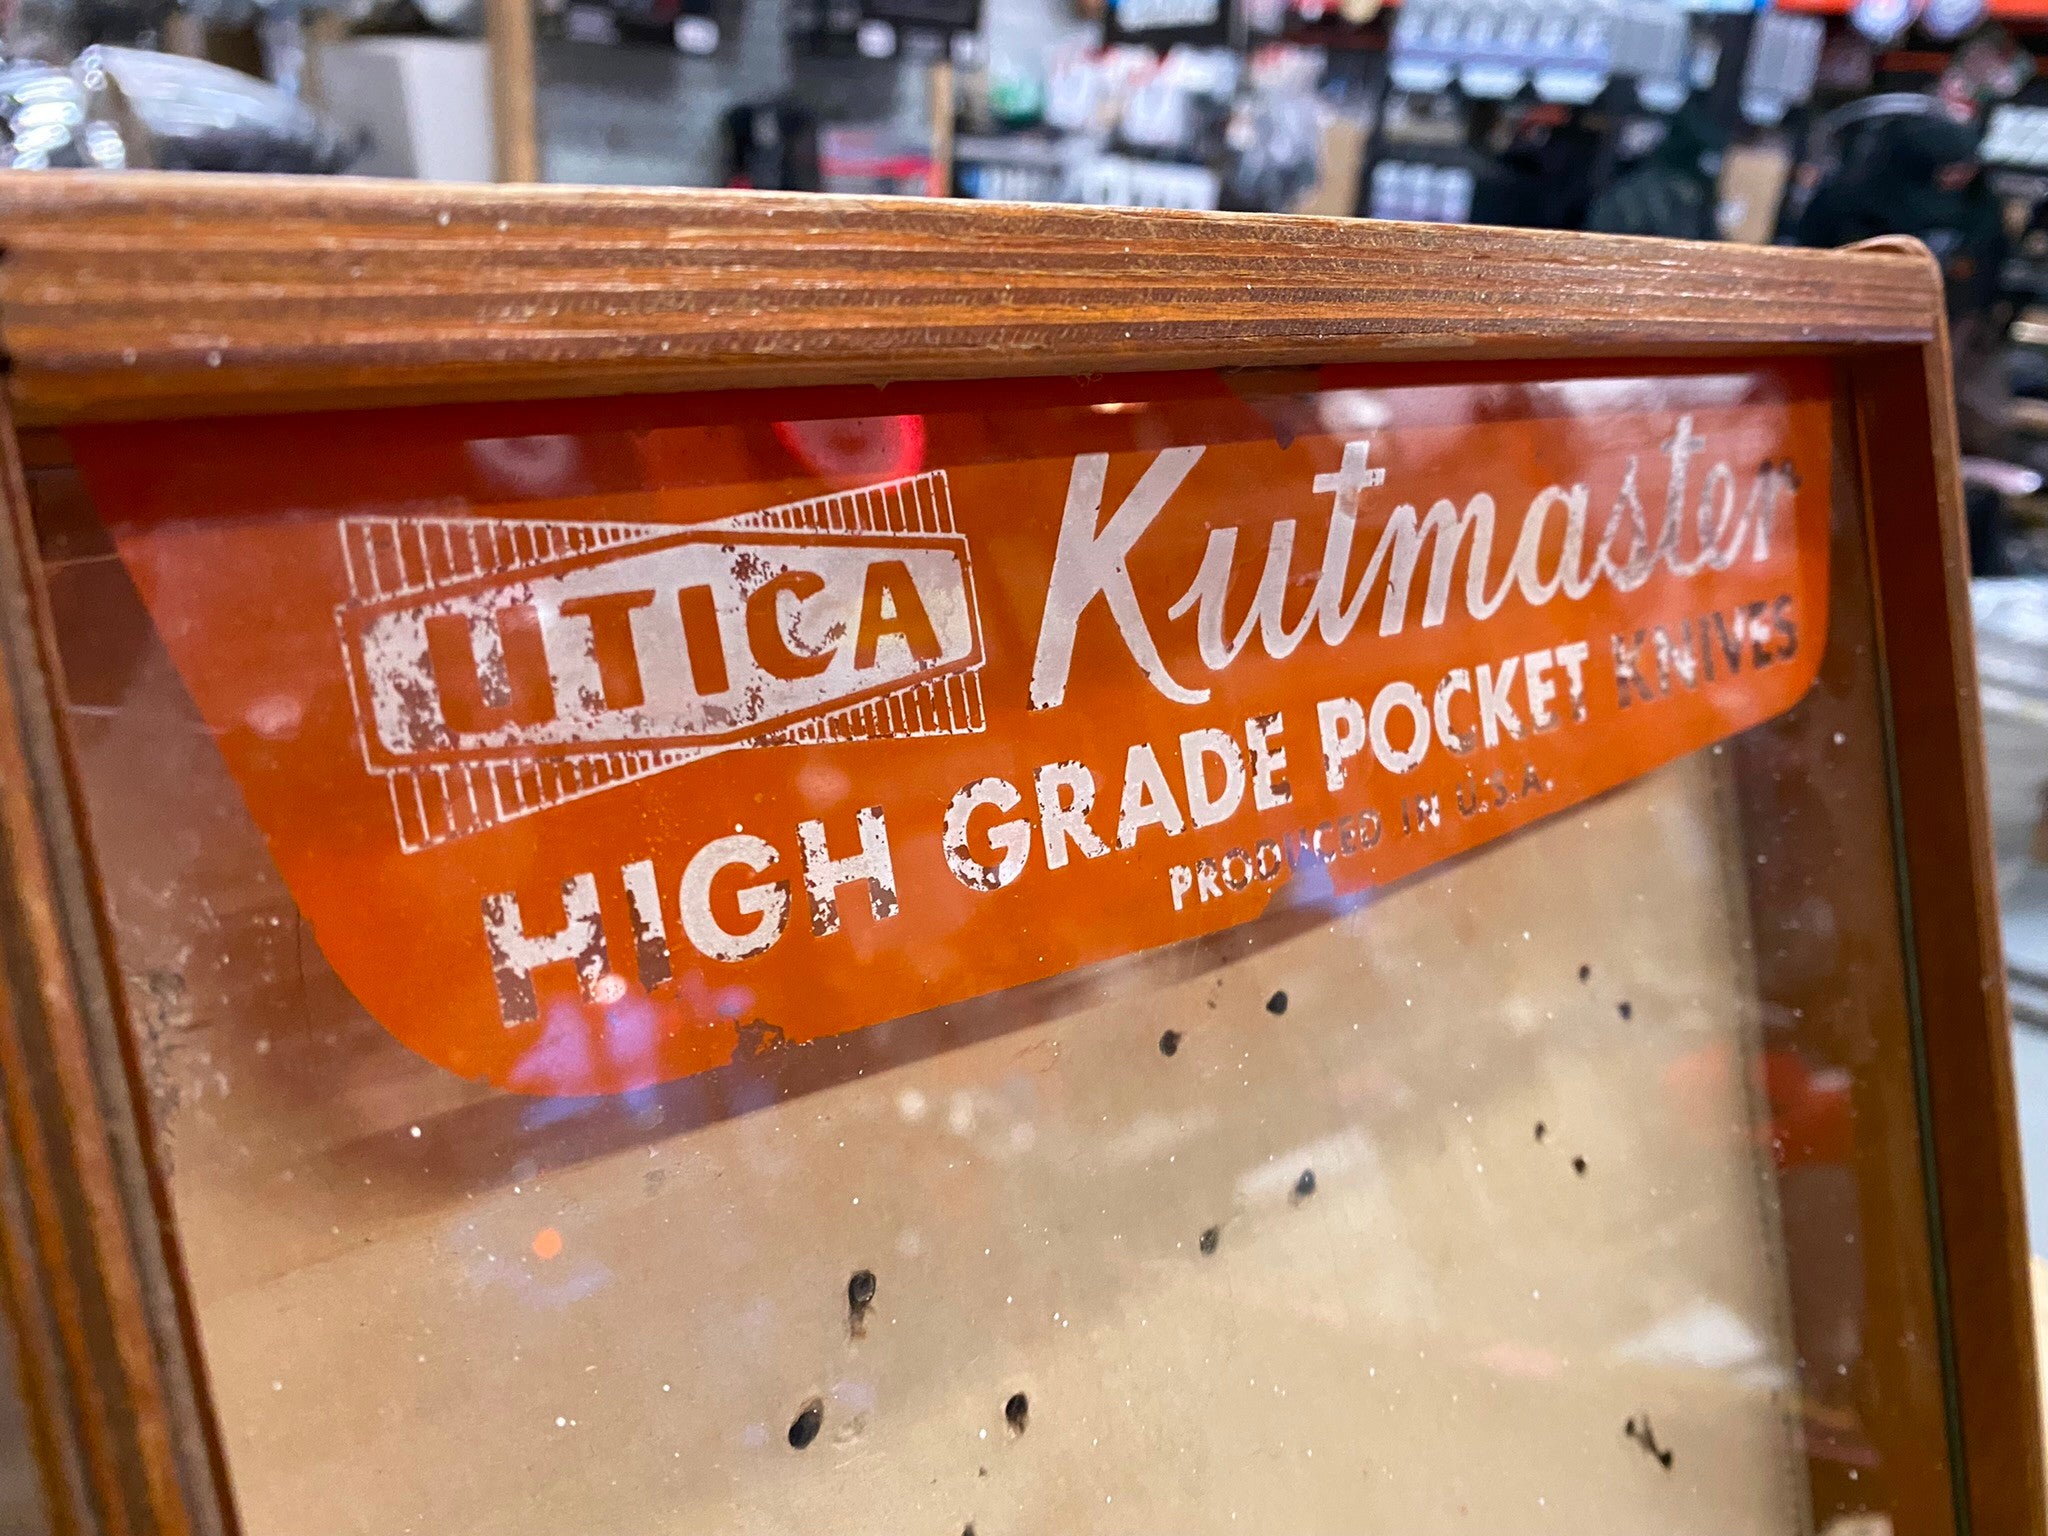 UTICA
Kutmaster
HIGH GRADE POCKET KNIVES
PRODUCED IN U.S.A.